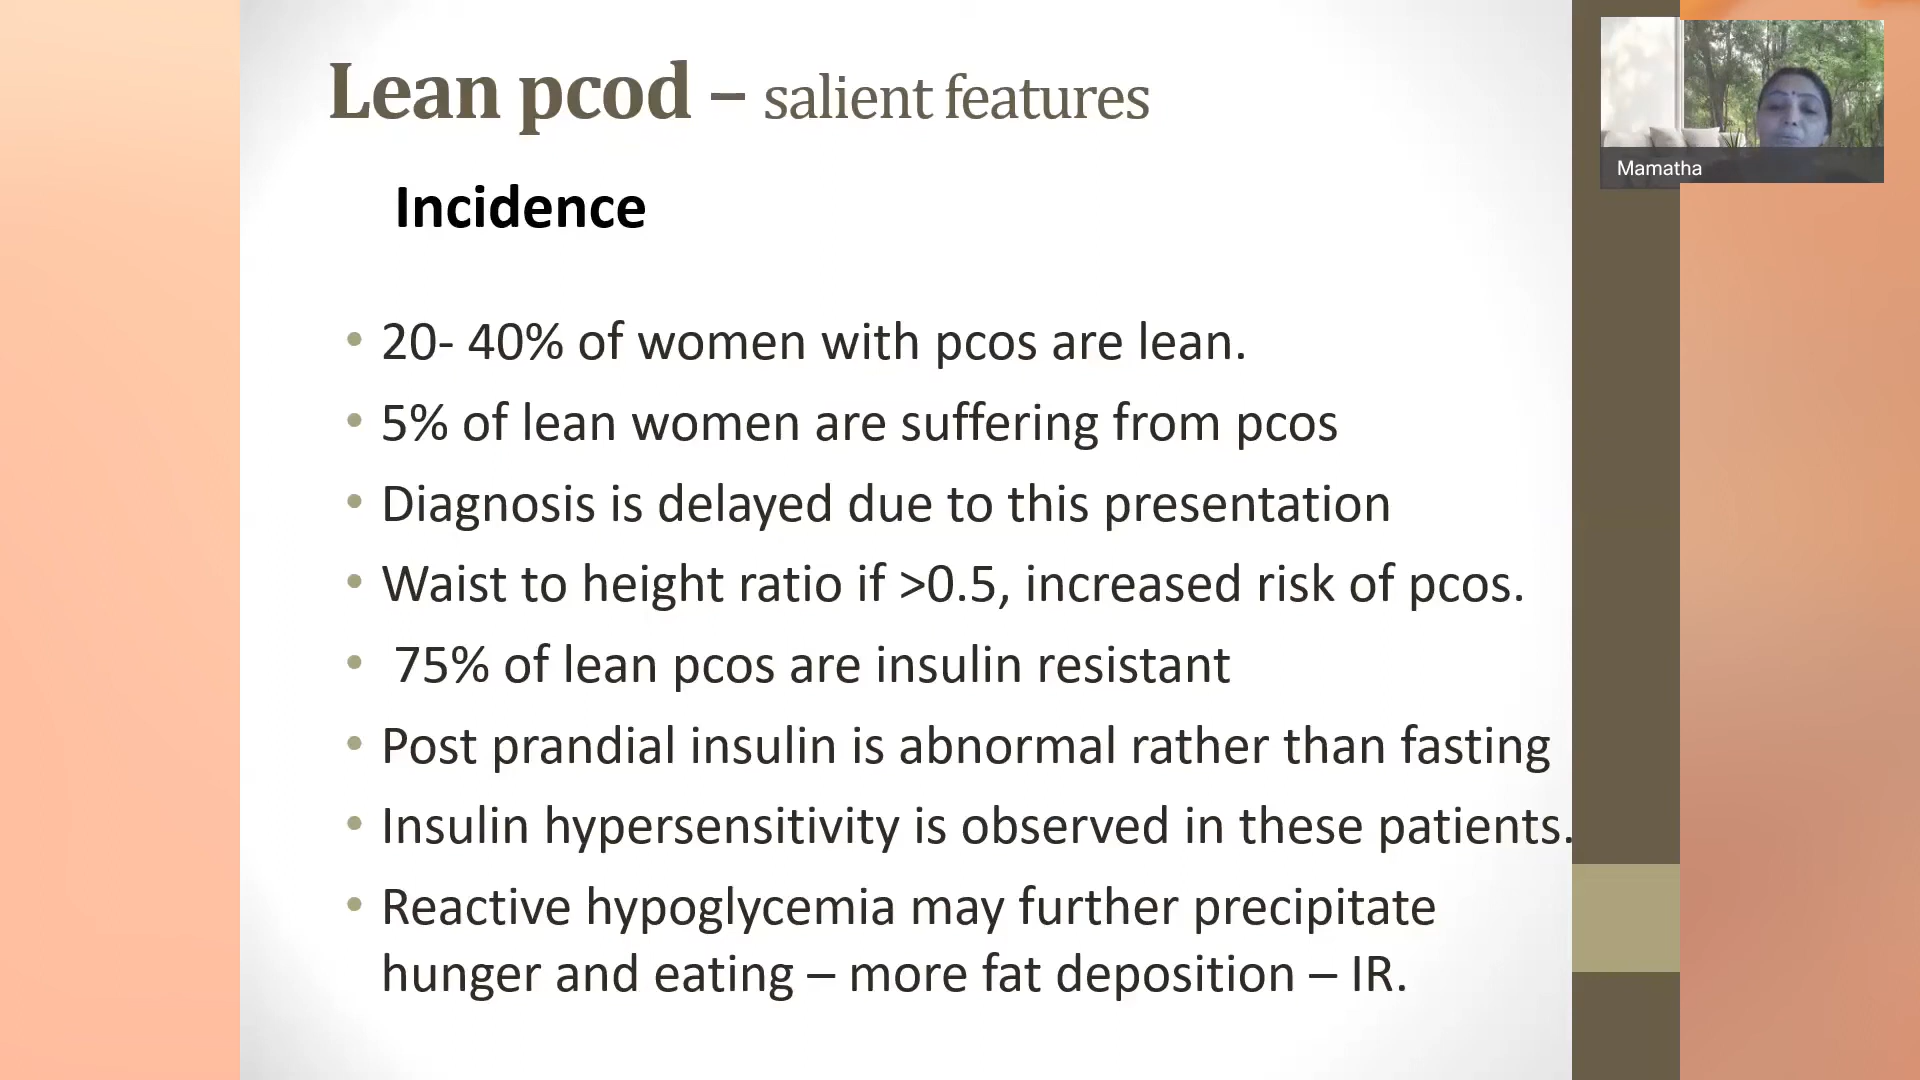 Lean pcod – salient features
Mamatha
Incidence
• 20- 40% of women with pcos are lean.
• 5% of lean women are suffering from pcos
• Diagnosis is delayed due to this presentation
• Waist to height ratio if >0.5, increased risk of pcos.
• 75% of lean pcos are insulin resistant
• Post prandial insulin is abnormal rather than fasting
• Insulin hypersensitivity is observed in these patients.
• Reactive hypoglycemia may further precipitate
hunger and eating – more fat deposition – IR.